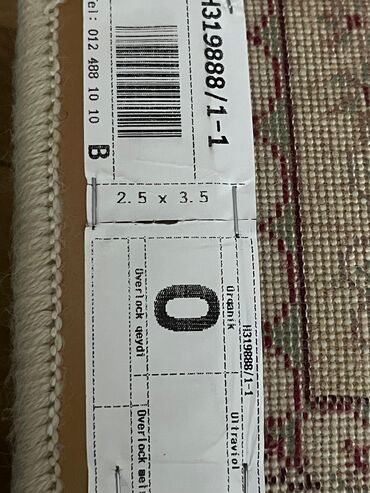 H319888/1-1
el: 012 488 10 10
B
2.5 x 3.5
H319888/1-1
Organik
O
Overlock qeydi
Ultraviol
Overlock